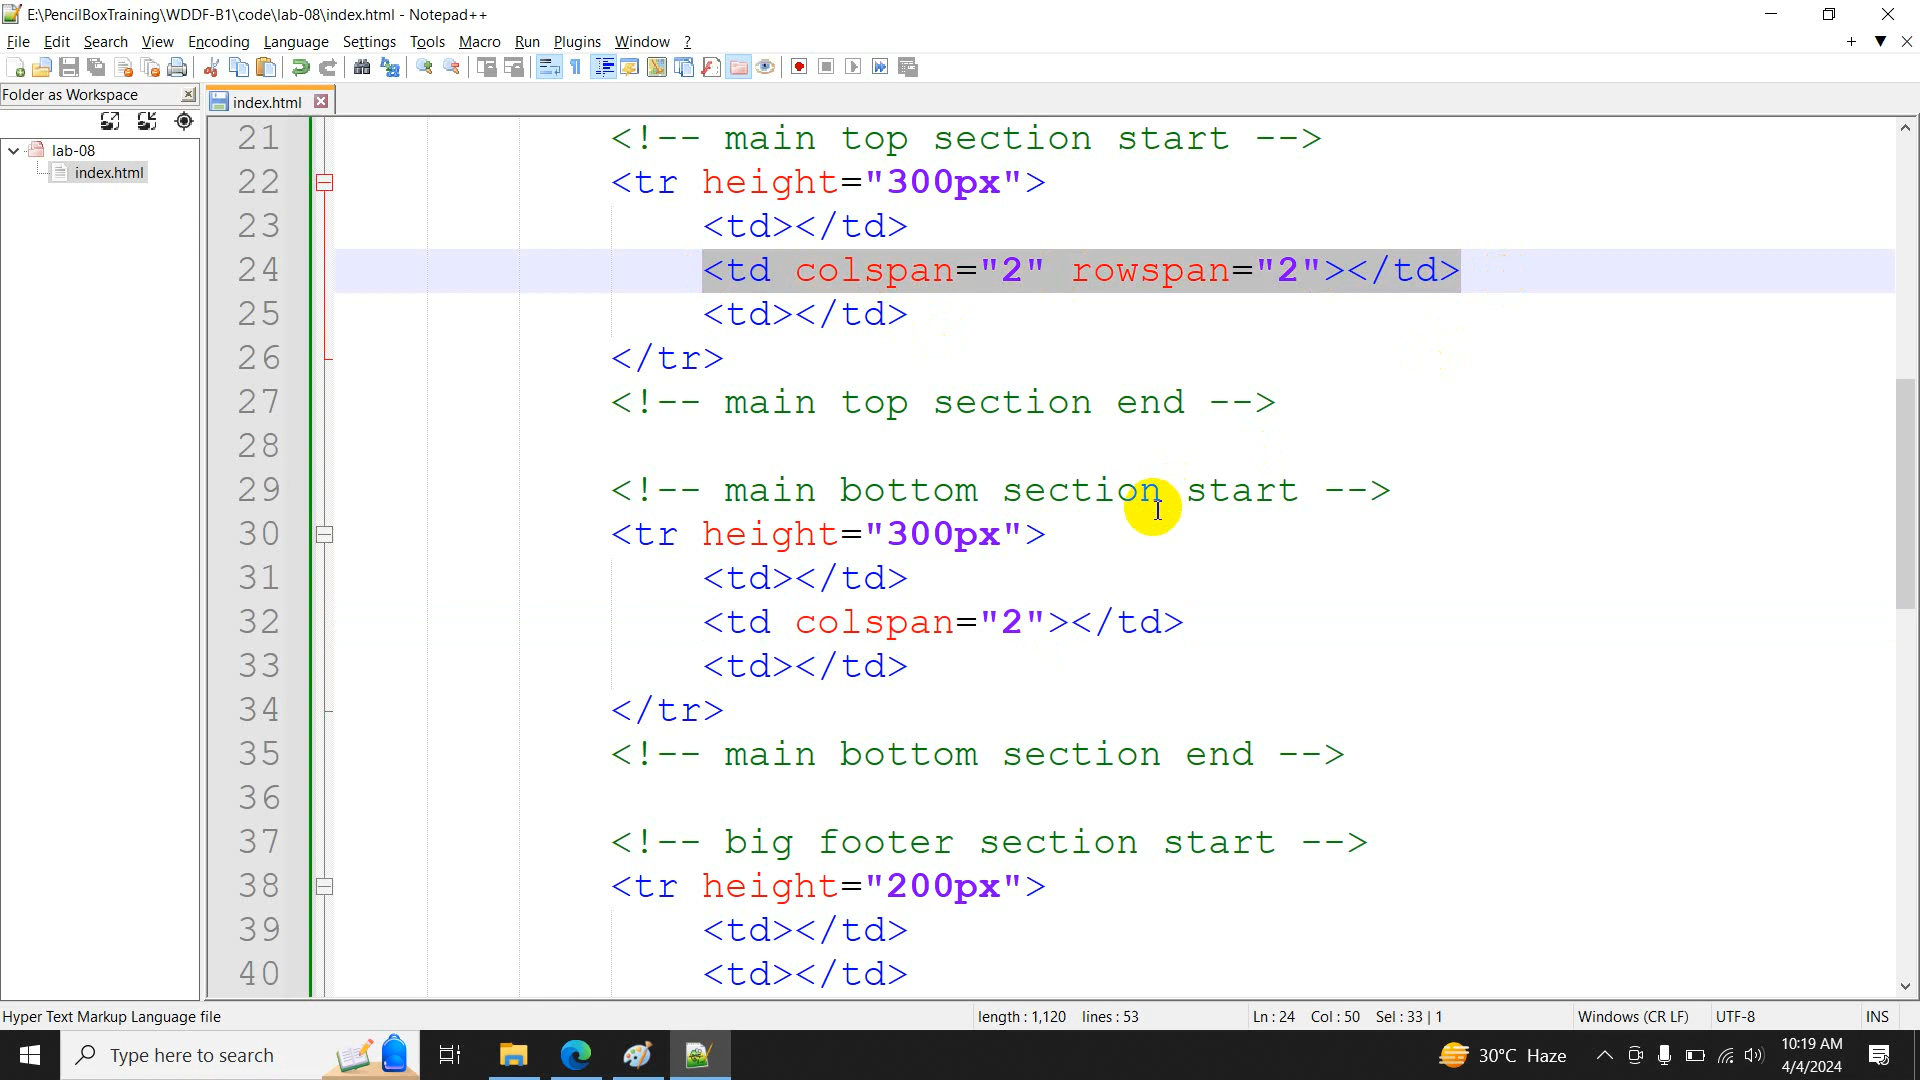 E:\PencilBoxTraining\WDDF-B1\code\lab-08\index.html - Notepad++
File Edit Search View Encoding Language Settings Tools Macro Run Plugins Window ?
Folder as Workspace
index.html
lab-08
index.html
21 <!-- main top section start -->
22 <tr height="300px">
23 <td></td>
24 <td colspan="2" rowspan="2"></td>
25 <td></td>
26 </tr>
27 <!-- main top section end -->
28
29 <!-- main bottom section start -->
30 <tr height="300px">
31 <td></td>
32 <td colspan="2"></td>
33 <td></td>
34 </tr>
35 <!-- main bottom section end -->
36
37 <!-- big footer section start -->
38 <tr height="200px">
39 <td></td>
40 <td></td>
Hyper Text Markup Language file length : 1,120 lines : 53 Ln : 24 Col : 50 Sel : 33 | 1 Windows (CR LF) UTF-8 INS
Type here to search
30°C Haze
10:19 AM
4/4/2024